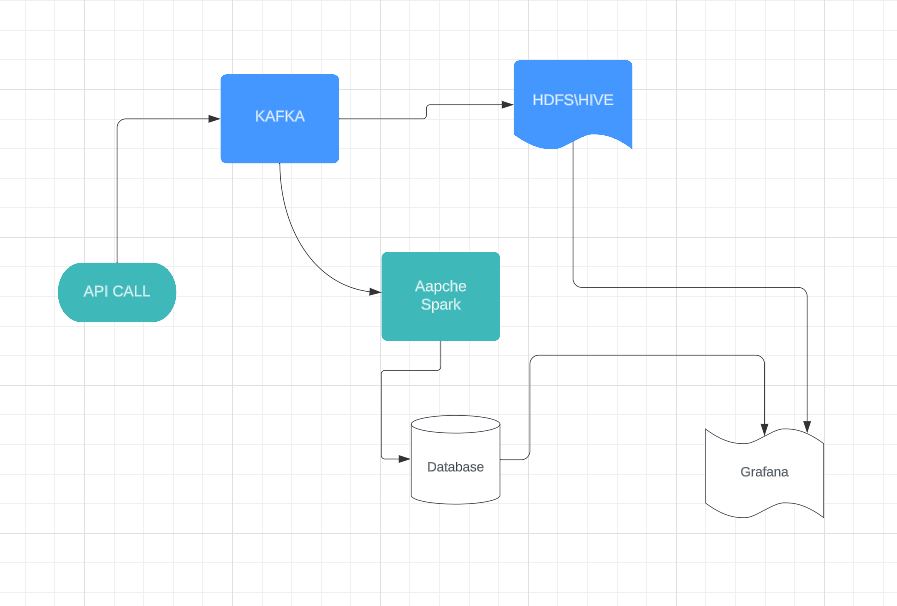 KAFKA
HDFS\HIVE
API CALL
Aapche
Spark
Database
Grafana